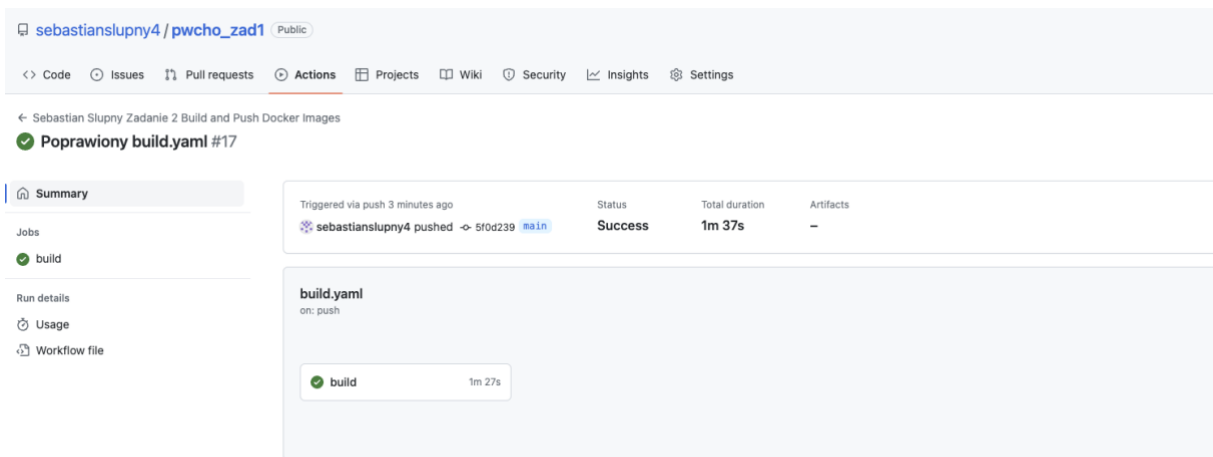 sebastianslupny4 / pwcho_zad1 Public
Code Issues Pull requests Actions Projects Wiki Security Insights Settings
← Sebastian Slupny Zadanie 2 Build and Push Docker Images
Poprawiony build.yaml #17
Summary
Jobs
build
Run details
Usage
Workflow file
Triggered via push 3 minutes ago
sebastianslupny4 pushed 5f0d239 main
Status
Success
Total duration
1m 37s
Artifacts
–
build.yaml
on: push
build 1m 27s